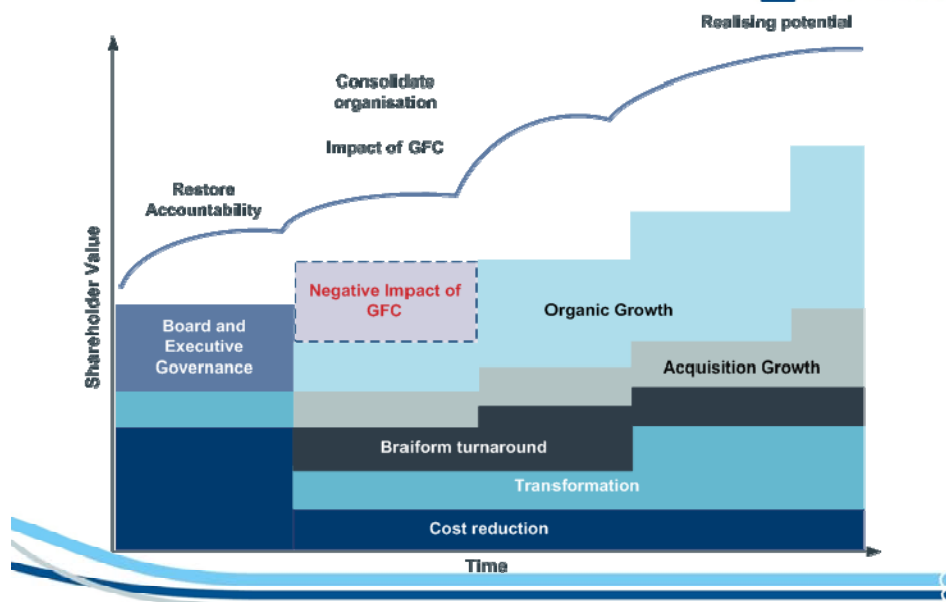 Realising potential
Consolidate
organisation
Impact of GFC
Restore
Accountability
Shareholder Value
Negative Impact of
GFC
Board and
Executive
Governance
Organic Growth
Acquisition Growth
Braiform turnaround
Transformation
Cost reduction
Time